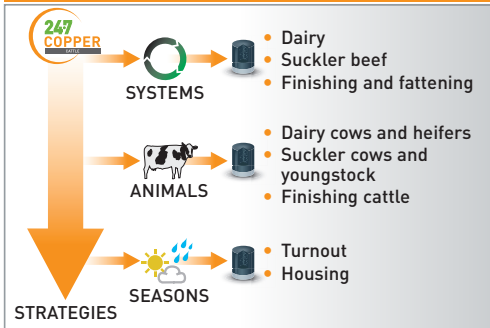 247
COPPER
CATTLE
SYSTEMS
• Dairy
• Suckler beef
• Finishing and fattening
ANIMALS
• Dairy cows and heifers
• Suckler cows and
youngstock
• Finishing cattle
SEASONS
• Turnout
• Housing
STRATEGIES